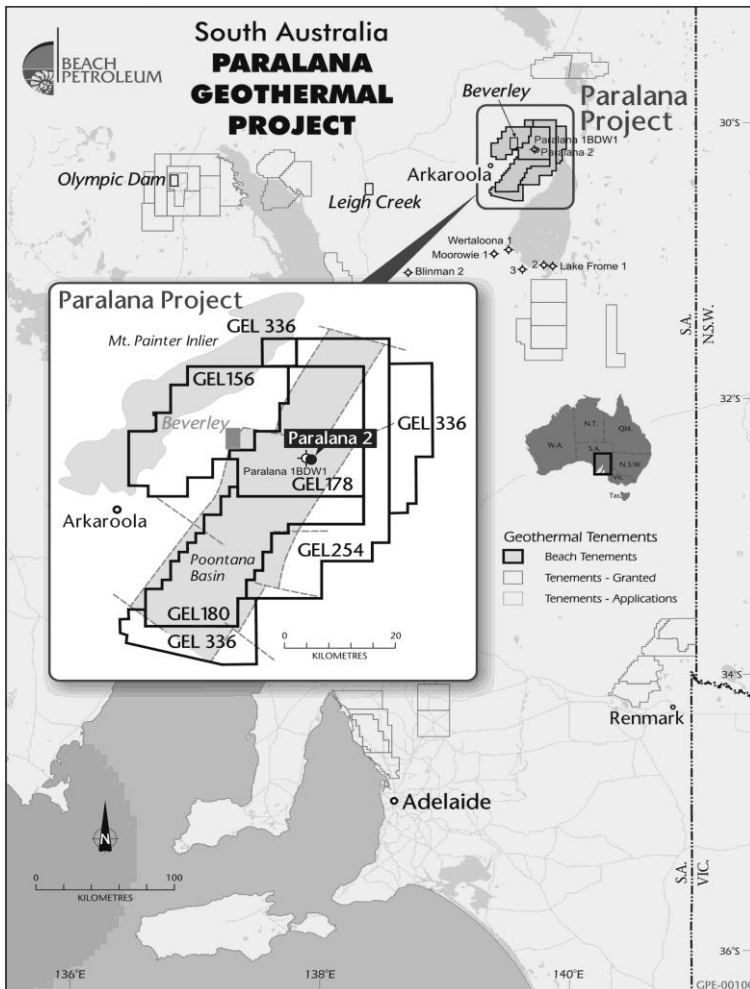 BEACH
PETROLEUM
South Australia
PARALANA
GEOTHERMAL
PROJECT
Beverley
Paralana
Project
Paralana 1BDW1
Paralana 2
Arkaroola
30°S
Olympic Dam
Leigh Creek
Wertaloona 1
Moorowie 1
Blinman 2
3
2
Lake Frome 1
S.A.
N.S.W.
Paralana Project
GEL 336
Mt. Painter Inlier
GEL156
GEL 336
Beverley
Paralana 2
Paralana 1BDW1
GEL178
Arkaroola
GEL254
Poontana
Basin
GEL180
GEL 336
0
20
KILOMETRES
32°S
N.T.
Qld.
W.A.
S.A.
N.S.W.
Vic.
Tas.
Geothermal Tenements
Beach Tenements
Tenements - Granted
Tenements - Applications
34°S
Renmark
Adelaide
N
0
100
KILOMETRES
S.A.
VIC.
36°S
136°E
138°E
140°E